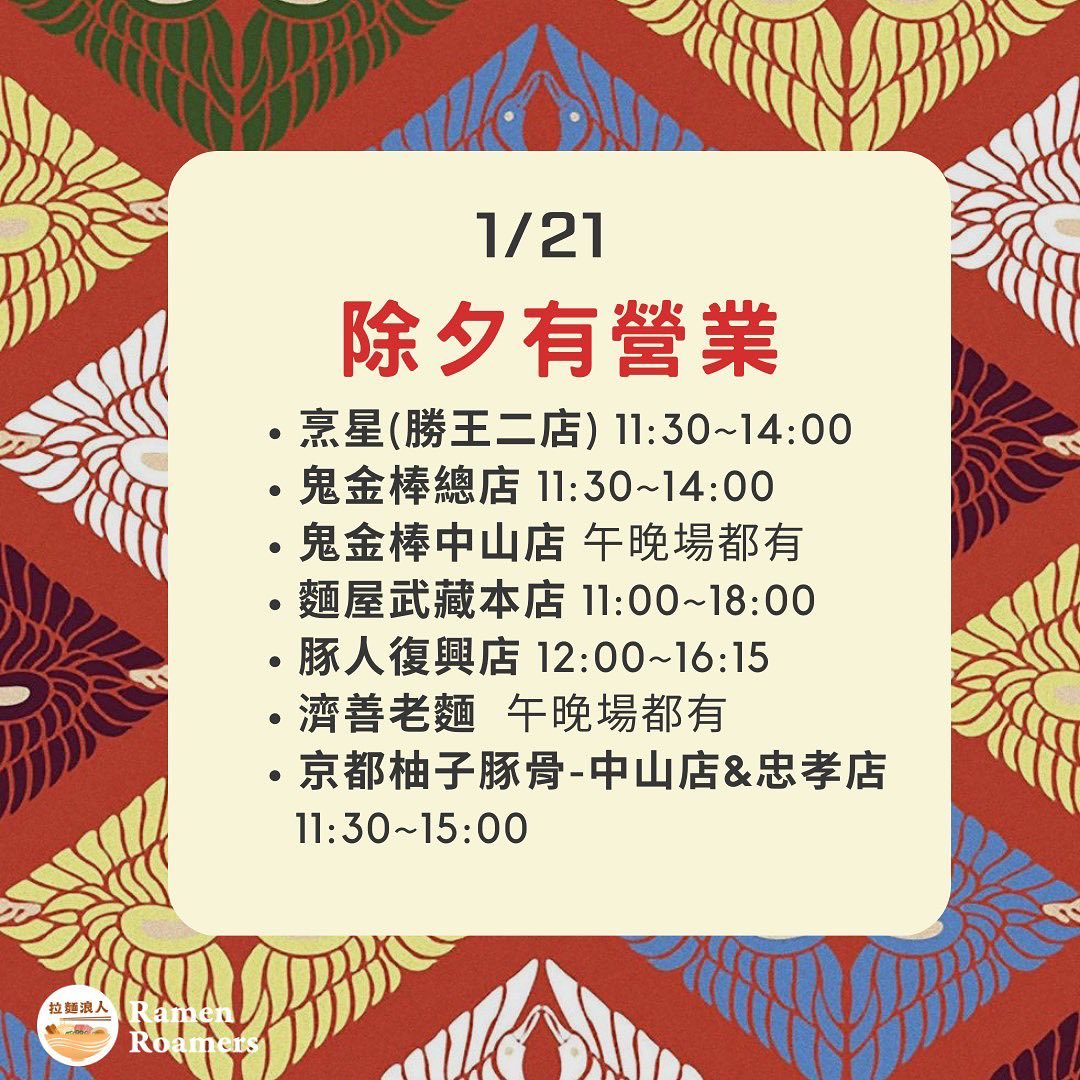 1/21
除夕有營業
• 烹星(勝王二店) 11:30~14:00
• 鬼金棒總店 11:30~14:00
• 鬼金棒中山店 午晚場都有
• 麵屋武藏本店 11:00~18:00
• 豚人復興店 12:00~16:15
• 濟善老麵 午晚場都有
• 京都柚子豚骨-中山店&忠孝店
11:30~15:00
拉麵浪人
Ramen
Roamers